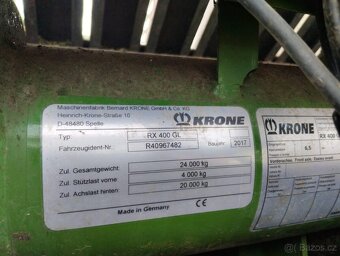 Maschinenfabrik Bernard KRONE GmbH & Co. KG
Heinrich-Krone-Straße 10
D-48480 Spelle
KRONE
Typ: RX 400 GL
Fahrzeugident-Nr.: R40967482 Baujahr 2017
Zul. Gesamtgewicht: 24.000 kg
Zul. Stützlast vorne: 4.000 kg
Zul. Achslast hinten: 20.000 kg
Made in Germany
KRONE
RX 400
6,5
Bazos.cz